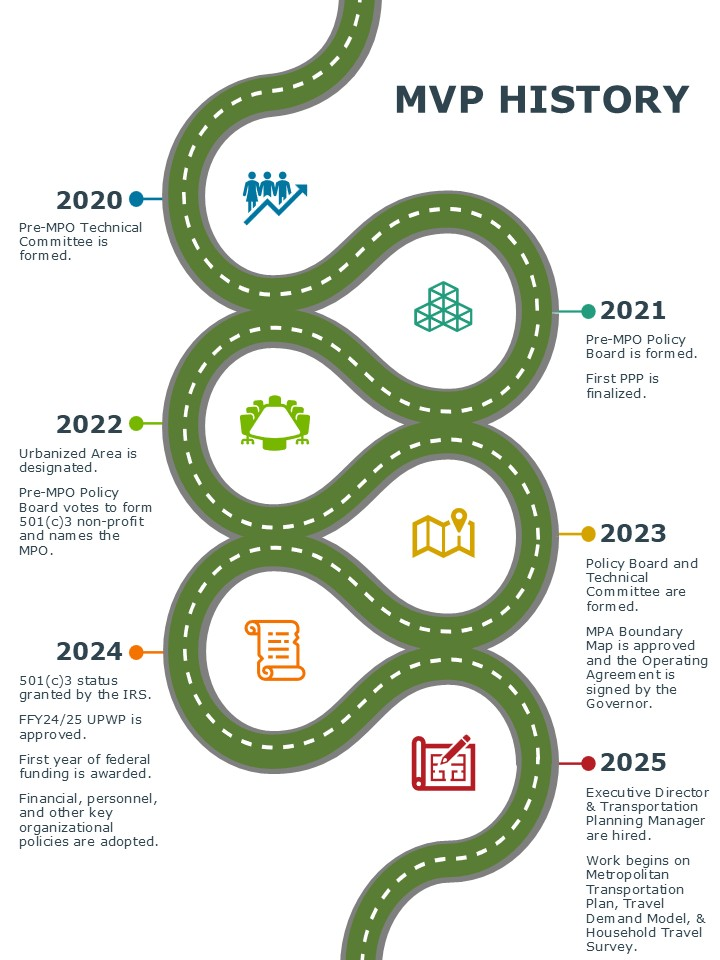 MVP HISTORY
2020
Pre-MPO Technical
Committee is
formed.
2021
Pre-MPO Policy
Board is formed.
First PPP is
finalized.
2022
Urbanized Area is
designated.
Pre-MPO Policy
Board votes to form
501(c)3 non-profit
and names the
MPO.
2023
Policy Board and
Technical
Committee are
formed.
MPA Boundary
Map is approved
and the Operating
Agreement is
signed by the
Governor.
2024
501(c)3 status
granted by the IRS.
FFY24/25 UPWP is
approved.
First year of federal
funding is awarded.
Financial, personnel,
and other key
organizational
policies are adopted.
2025
Executive Director
& Transportation
Planning Manager
are hired.
Work begins on
Metropolitan
Transportation
Plan, Travel
Demand Model, &
Household Travel
Survey.